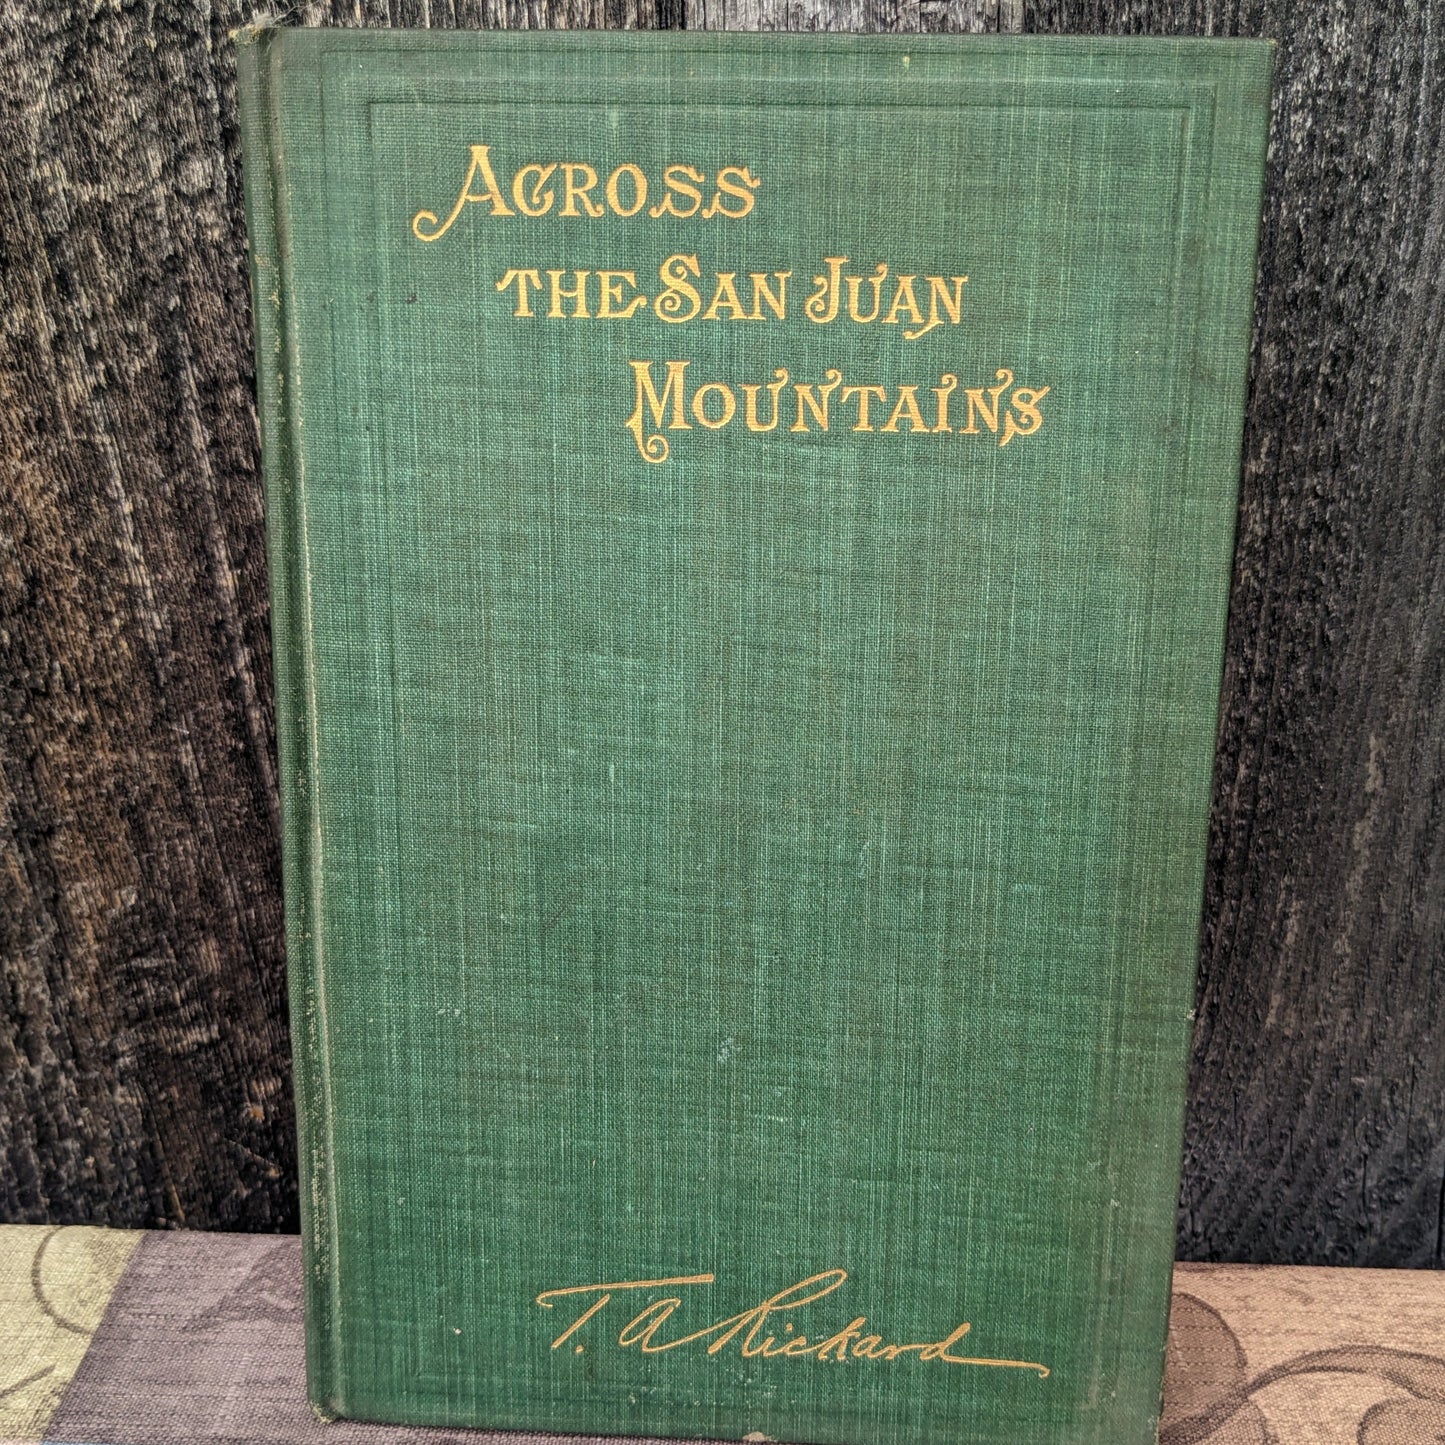 ACROSS
THE SAN JUAN
MOUNTAINS
T. A. Rickard